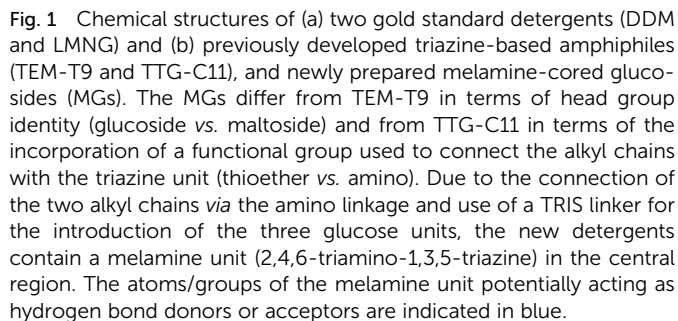 Fig. 1 Chemical structures of (a) two gold standard detergents (DDM
and LMNG) and (b) previously developed triazine-based amphiphiles
(TEM-T9 and TTG-C11), and newly prepared melamine-cored gluco-
sides (MGs). The MGs differ from TEM-T9 in terms of head group
identity (glucoside vs. maltoside) and from TTG-C11 in terms of the
incorporation of a functional group used to connect the alkyl chains
with the triazine unit (thioether vs. amino). Due to the connection of
the two alkyl chains via the amino linkage and use of a TRIS linker for
the introduction of the three glucose units, the new detergents
contain a melamine unit (2,4,6-triamino-1,3,5-triazine) in the central
region. The atoms/groups of the melamine unit potentially acting as
hydrogen bond donors or acceptors are indicated in blue.